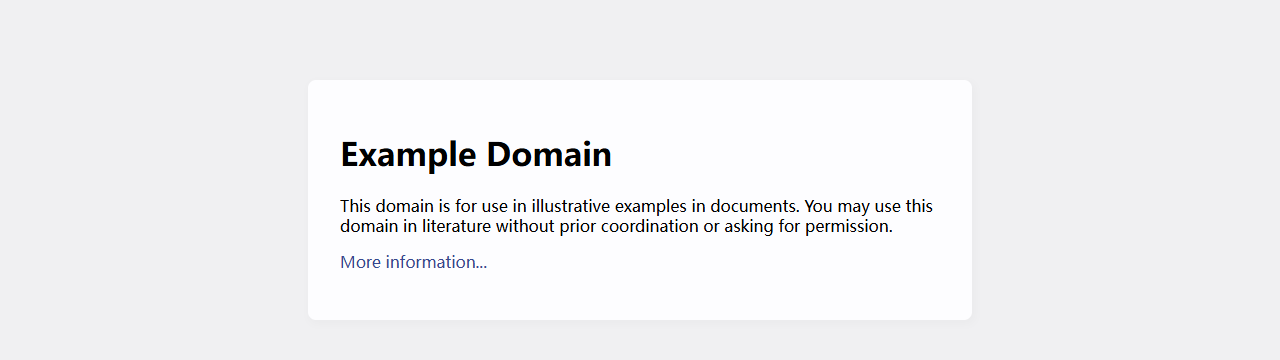 Example Domain
This domain is for use in illustrative examples in documents. You may use this
domain in literature without prior coordination or asking for permission.
More information...